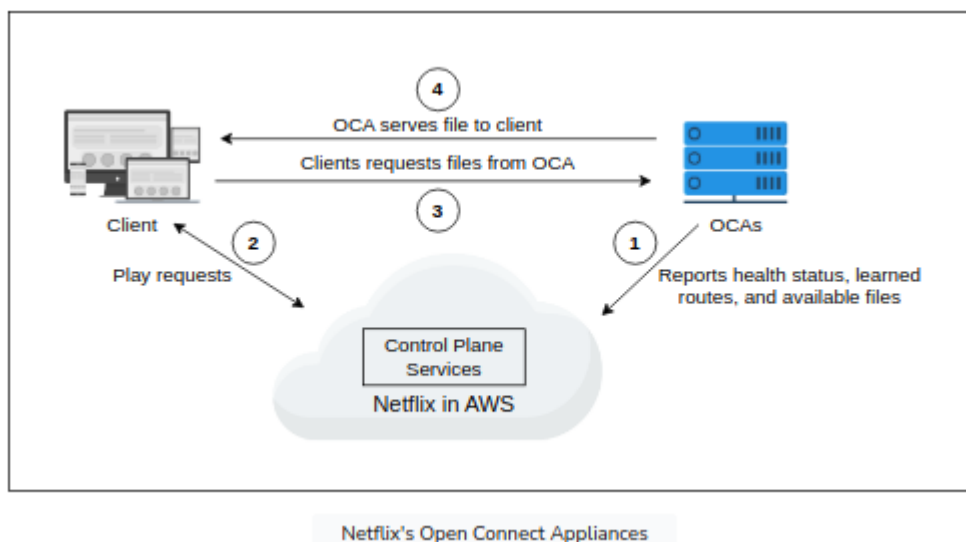 4
OCA serves file to client
Clients requests files from OCA
3
Client
OCAs
2
1
Play requests
Reports health status, learned
routes, and available files
Control Plane
Services
Netflix in AWS
Netflix's Open Connect Appliances